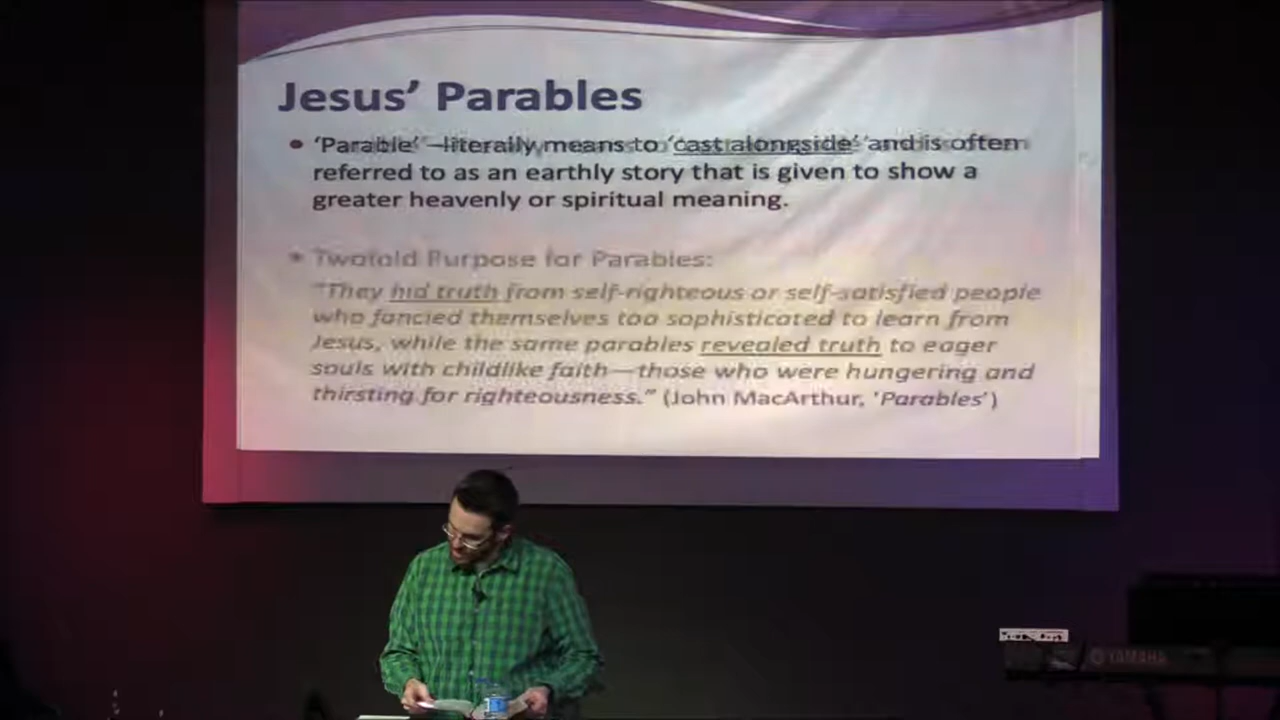 Jesus’ Parables
• ‘Parable’ – literally means to ‘cast alongside’ and is often
referred to as an earthly story that is given to show a
greater heavenly or spiritual meaning.
• Twofold Purpose for Parables:
“They hid truth from self-righteous or self-satisfied people
who fancied themselves too sophisticated to learn from
Jesus, while the same parables revealed truth to eager
souls with childlike faith—those who were hungering and
thirsting for righteousness.” (John MacArthur, ‘Parables’)
YAMAHA